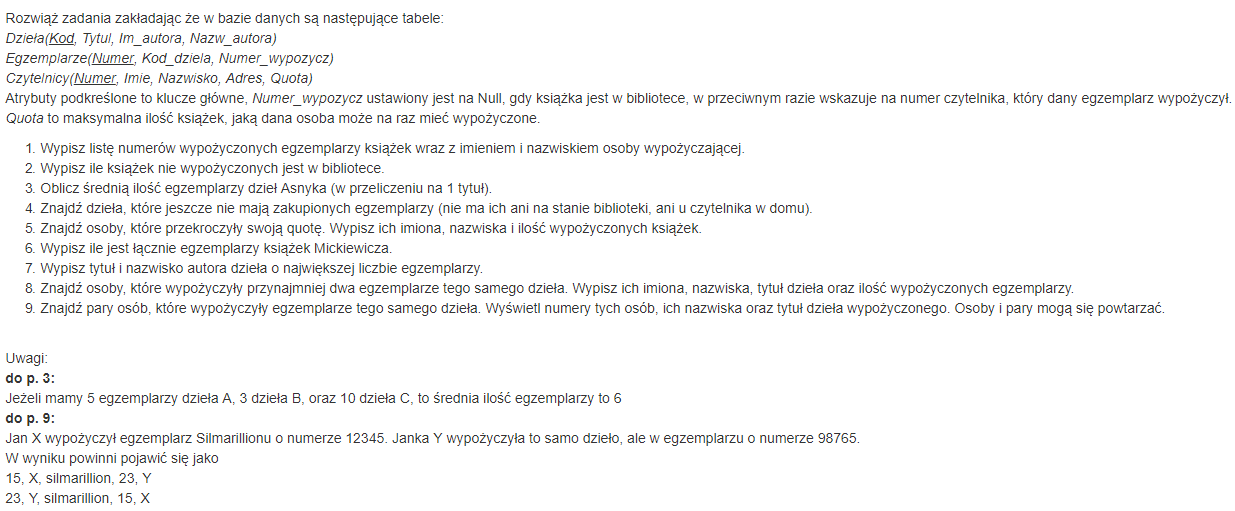 Rozwiąż zadania zakładając że w bazie danych są następujące tabele:
Dzieła(Kod, Tytul, Im_autora, Nazw_autora)
Egzemplarze(Numer, Kod_dziela, Numer_wypozycz)
Czytelnicy(Numer, Imie, Nazwisko, Adres, Quota)
Atrybuty podkreślone to klucze główne, Numer_wypozycz ustawiony jest na Null, gdy książka jest w bibliotece, w przeciwnym razie wskazuje na numer czytelnika, który dany egzemplarz wypożyczył.
Quota to maksymalna ilość książek, jaką dana osoba może na raz mieć wypożyczone.
1. Wypisz listę numerów wypożyczonych egzemplarzy książek wraz z imieniem i nazwiskiem osoby wypożyczającej.
2. Wypisz ile książek nie wypożyczonych jest w bibliotece.
3. Oblicz średnią ilość egzemplarzy dzieł Asnyka (w przeliczeniu na 1 tytuł).
4. Znajdź dzieła, które jeszcze nie mają zakupionych egzemplarzy (nie ma ich ani na stanie biblioteki, ani u czytelnika w domu).
5. Znajdź osoby, które przekroczyły swoją quotę. Wypisz ich imiona, nazwiska i ilość wypożyczonych książek.
6. Wypisz ile jest łącznie egzemplarzy książek Mickiewicza.
7. Wypisz tytuł i nazwisko autora dzieła o największej liczbie egzemplarzy.
8. Znajdź osoby, które wypożyczyły przynajmniej dwa egzemplarze tego samego dzieła. Wypisz ich imiona, nazwiska, tytuł dzieła oraz ilość wypożyczonych egzemplarzy.
9. Znajdź pary osób, które wypożyczyły egzemplarze tego samego dzieła. Wyświetl numery tych osób, ich nazwiska oraz tytuł dzieła wypożyczonego. Osoby i pary mogą się powtarzać.
Uwagi:
do p. 3:
Jeżeli mamy 5 egzemplarzy dzieła A, 3 dzieła B, oraz 10 dzieła C, to średnia ilość egzemplarzy to 6
do p. 9:
Jan X wypożyczył egzemplarz Silmarillionu o numerze 12345. Janka Y wypożyczyła to samo dzieło, ale w egzemplarzu o numerze 98765.
W wyniku powinni pojawić się jako
15, X, silmarillion, 23, Y
23, Y, silmarillion, 15, X